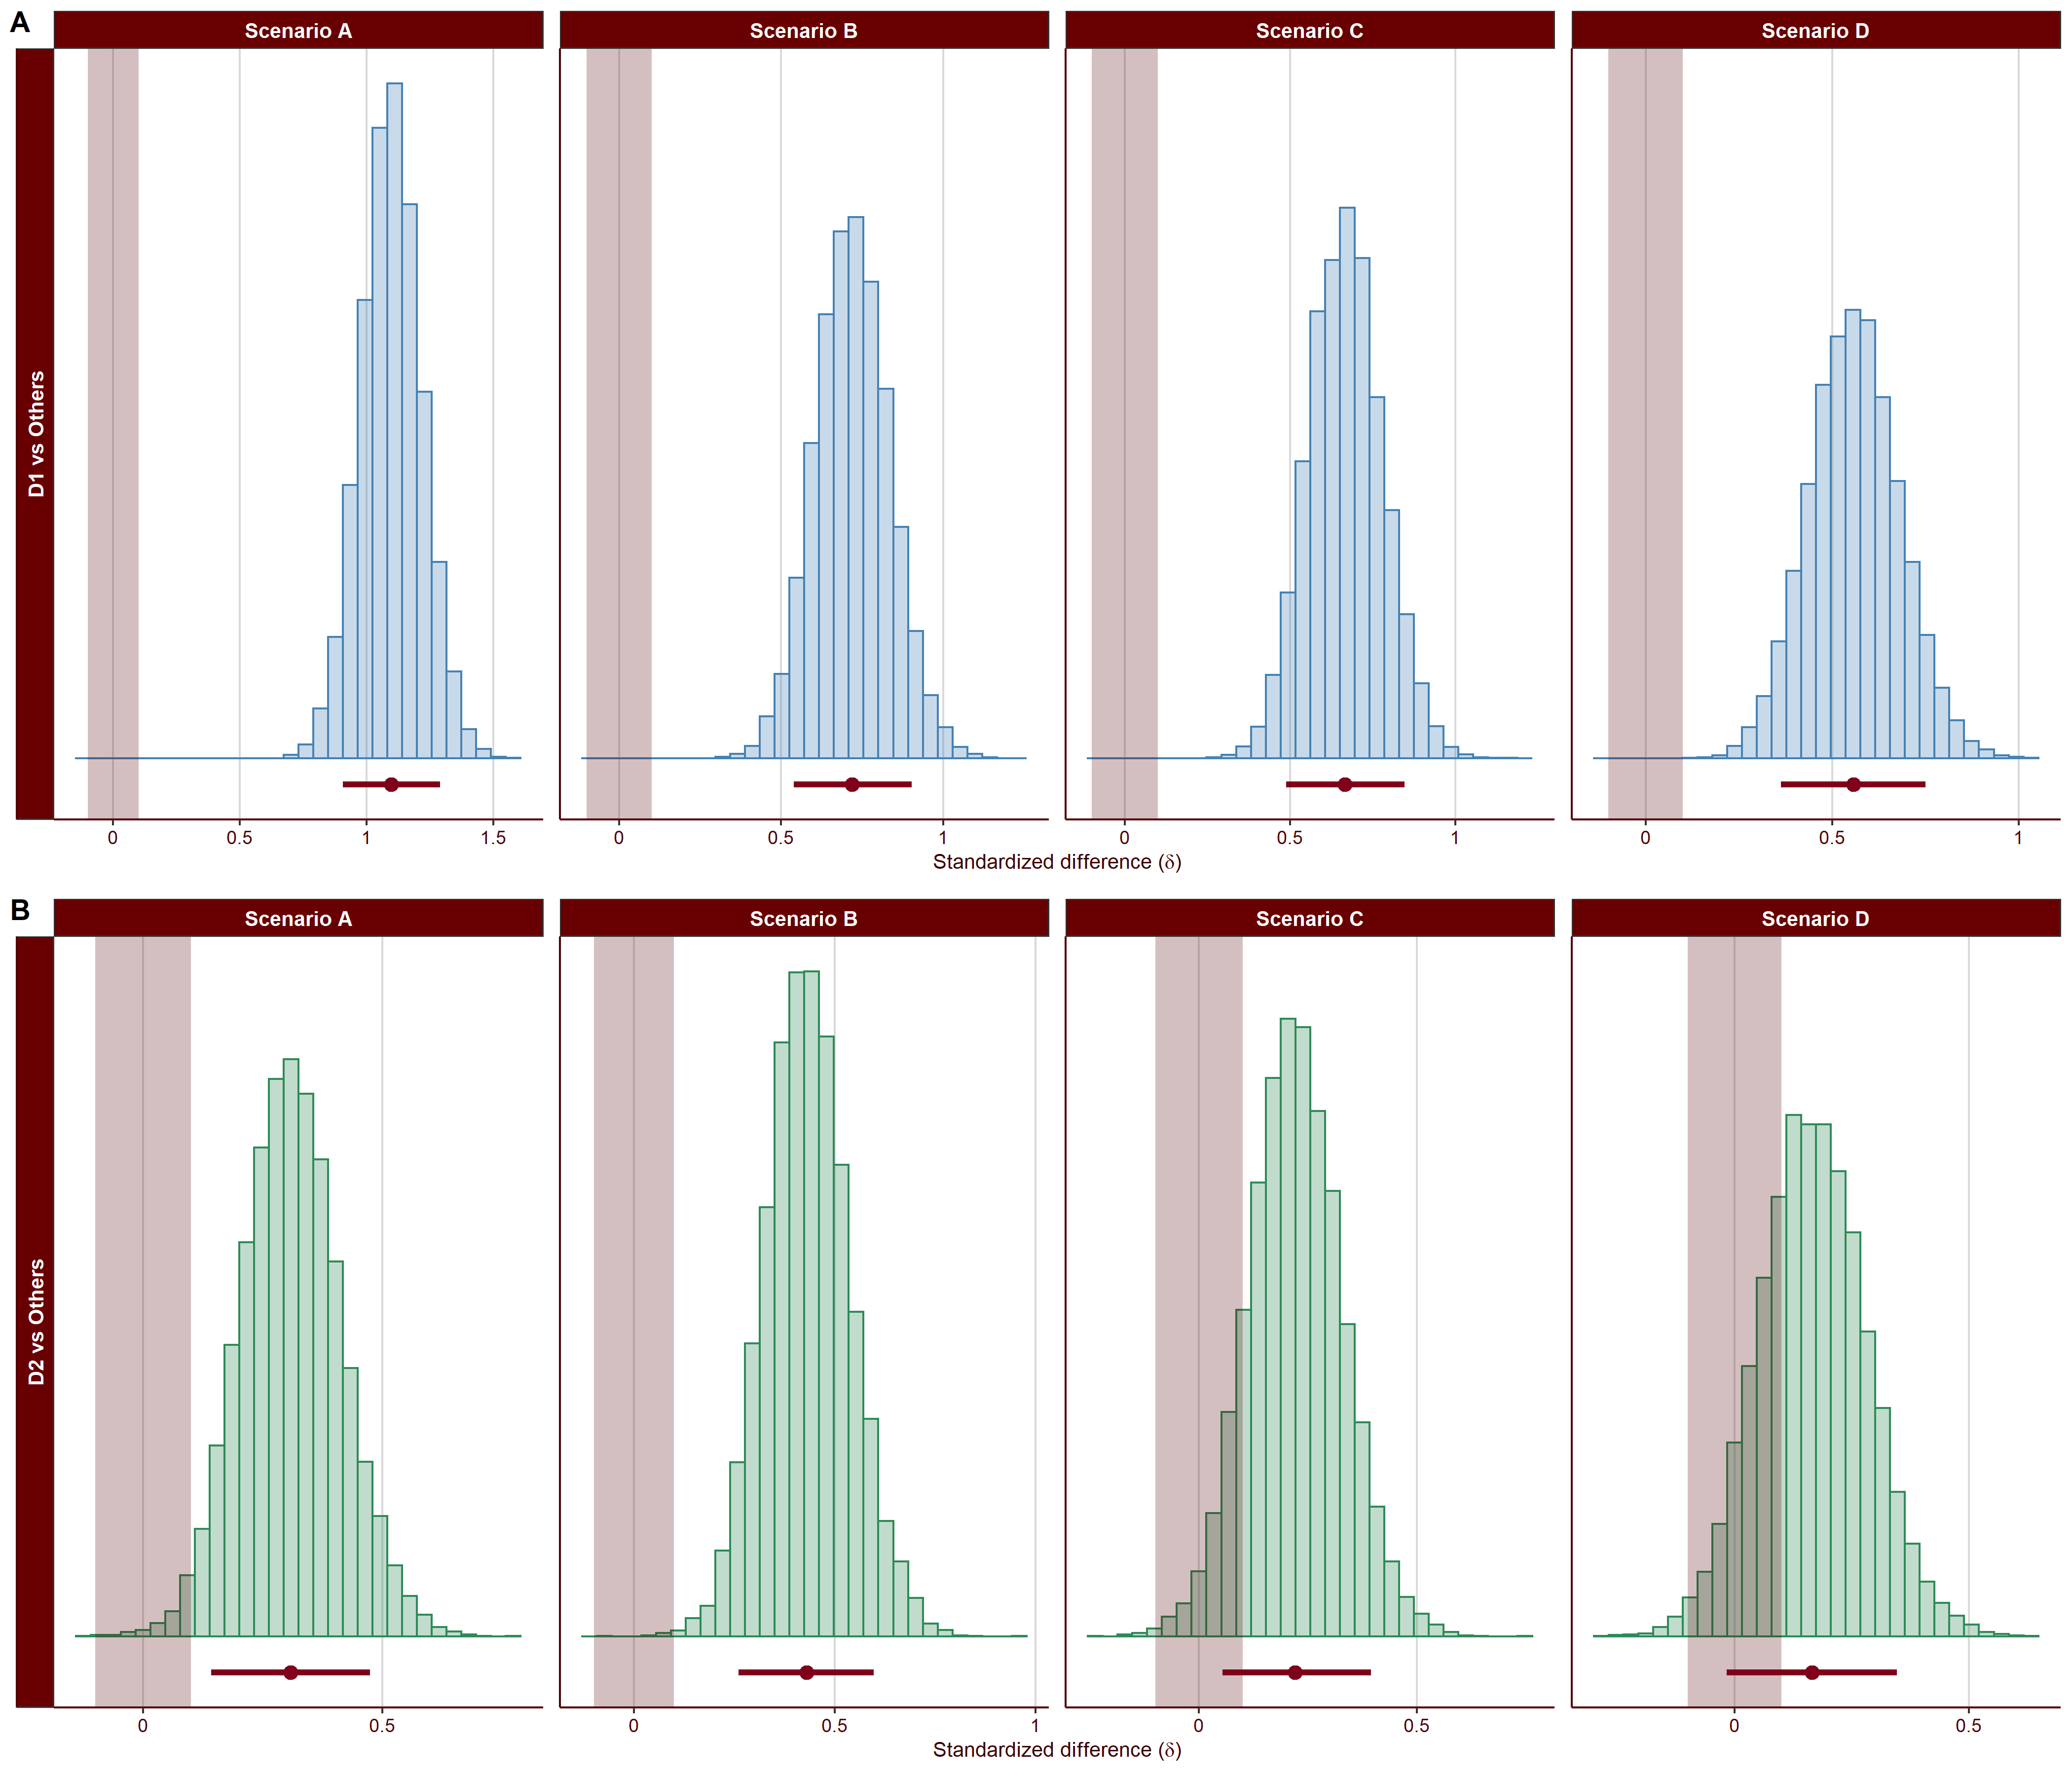 A
Scenario A
Scenario B
Scenario C
Scenario D
D1 vs Others
0 0.5 1 1.5
0 0.5 1
0 0.5 1
0 0.5 1
Standardized difference (δ)
B
Scenario A
Scenario B
Scenario C
Scenario D
D2 vs Others
0 0.5
0 0.5 1
0 0.5
0 0.5
Standardized difference (δ)